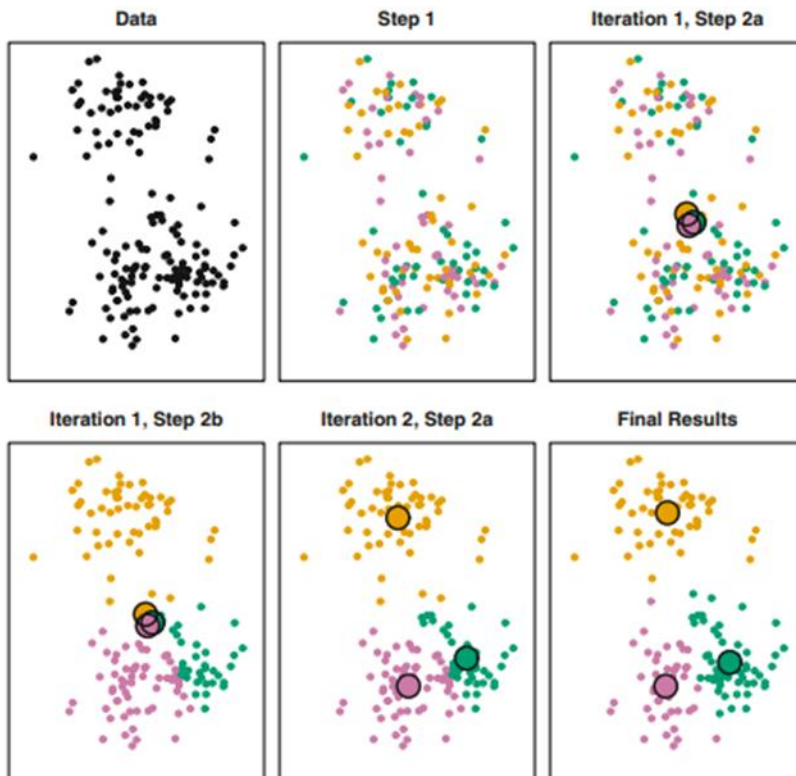 Data
Step 1
Iteration 1, Step 2a
Iteration 1, Step 2b
Iteration 2, Step 2a
Final Results